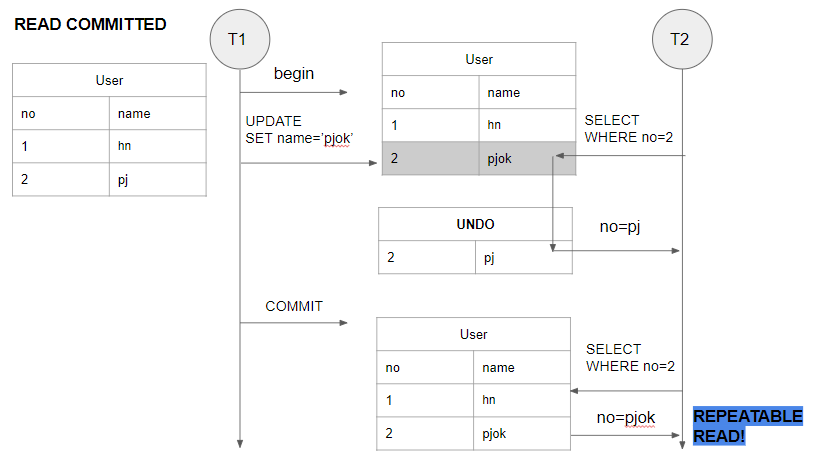 READ COMMITTED
T1
T2
User
no name
1 hn
2 pj
begin
UPDATE
SET name='pjok'
User
no name
1 hn
2 pjok
SELECT
WHERE no=2
UNDO
2 pj
no=pj
COMMIT
User
no name
1 hn
2 pjok
SELECT
WHERE no=2
no=pjok
REPEATABLE
READ!